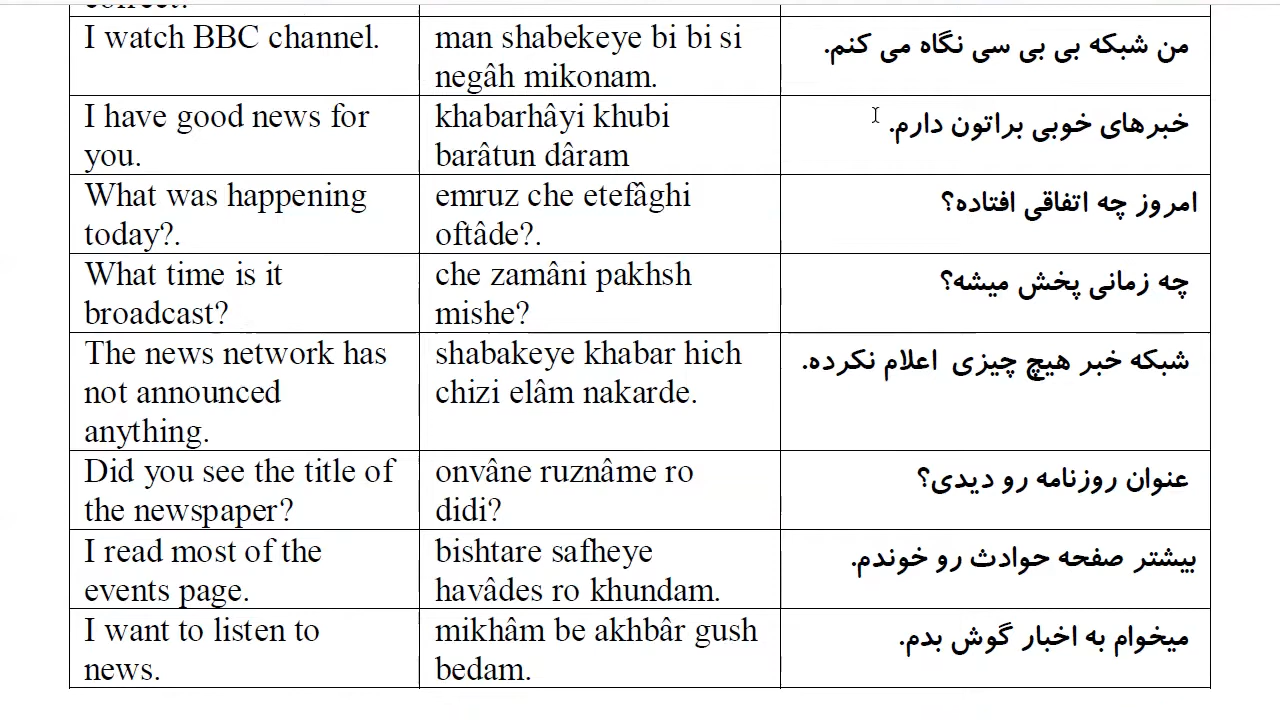 I watch BBC channel.
man shabekeye bi bi si
negâh mikonam.
من شبکه بی بی سی نگاه می کنم.
I have good news for
you.
khabarhâyi khubi
barâtun dâram
خبرهای خوبی براتون دارم.
What was happening
today?.
emruz che etefâghi
oftâde?.
امروز چه اتفاقی افتاده؟
What time is it
broadcast?
che zamâni pakhsh
mishe?
چه زمانی پخش میشه؟
The news network has
not announced
anything.
shabakeye khabar hich
chizi elâm nakarde.
شبکه خبر هیچ چیزی اعلام نکرده.
Did you see the title of
the newspaper?
onvâne ruznâme ro
didi?
عنوان روزنامه رو دیدی؟
I read most of the
events page.
bishtare safheye
havâdes ro khundam.
بیشتر صفحه حوادث رو خوندم.
I want to listen to
news.
mikhâm be akhbâr gush
bedam.
میخوام به اخبار گوش بدم.